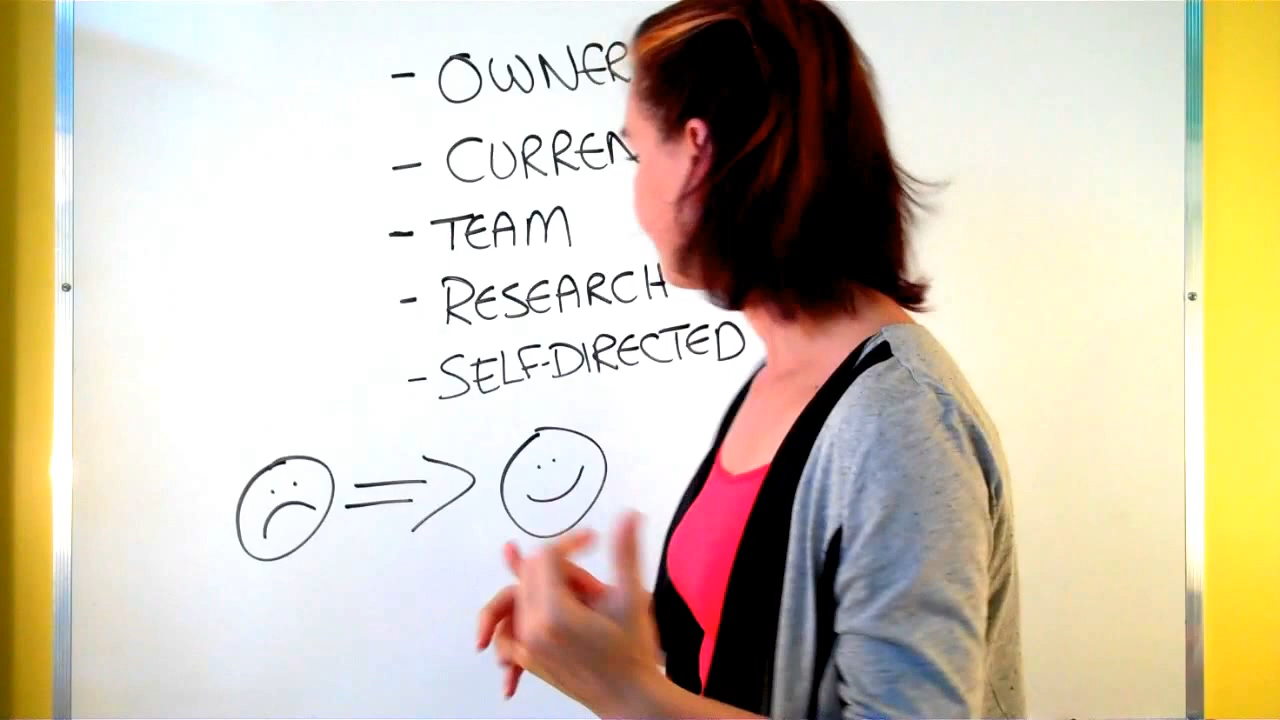 - OWNER
- CURREN
- TEAM
- RESEARCH
- SELF-DIRECTED